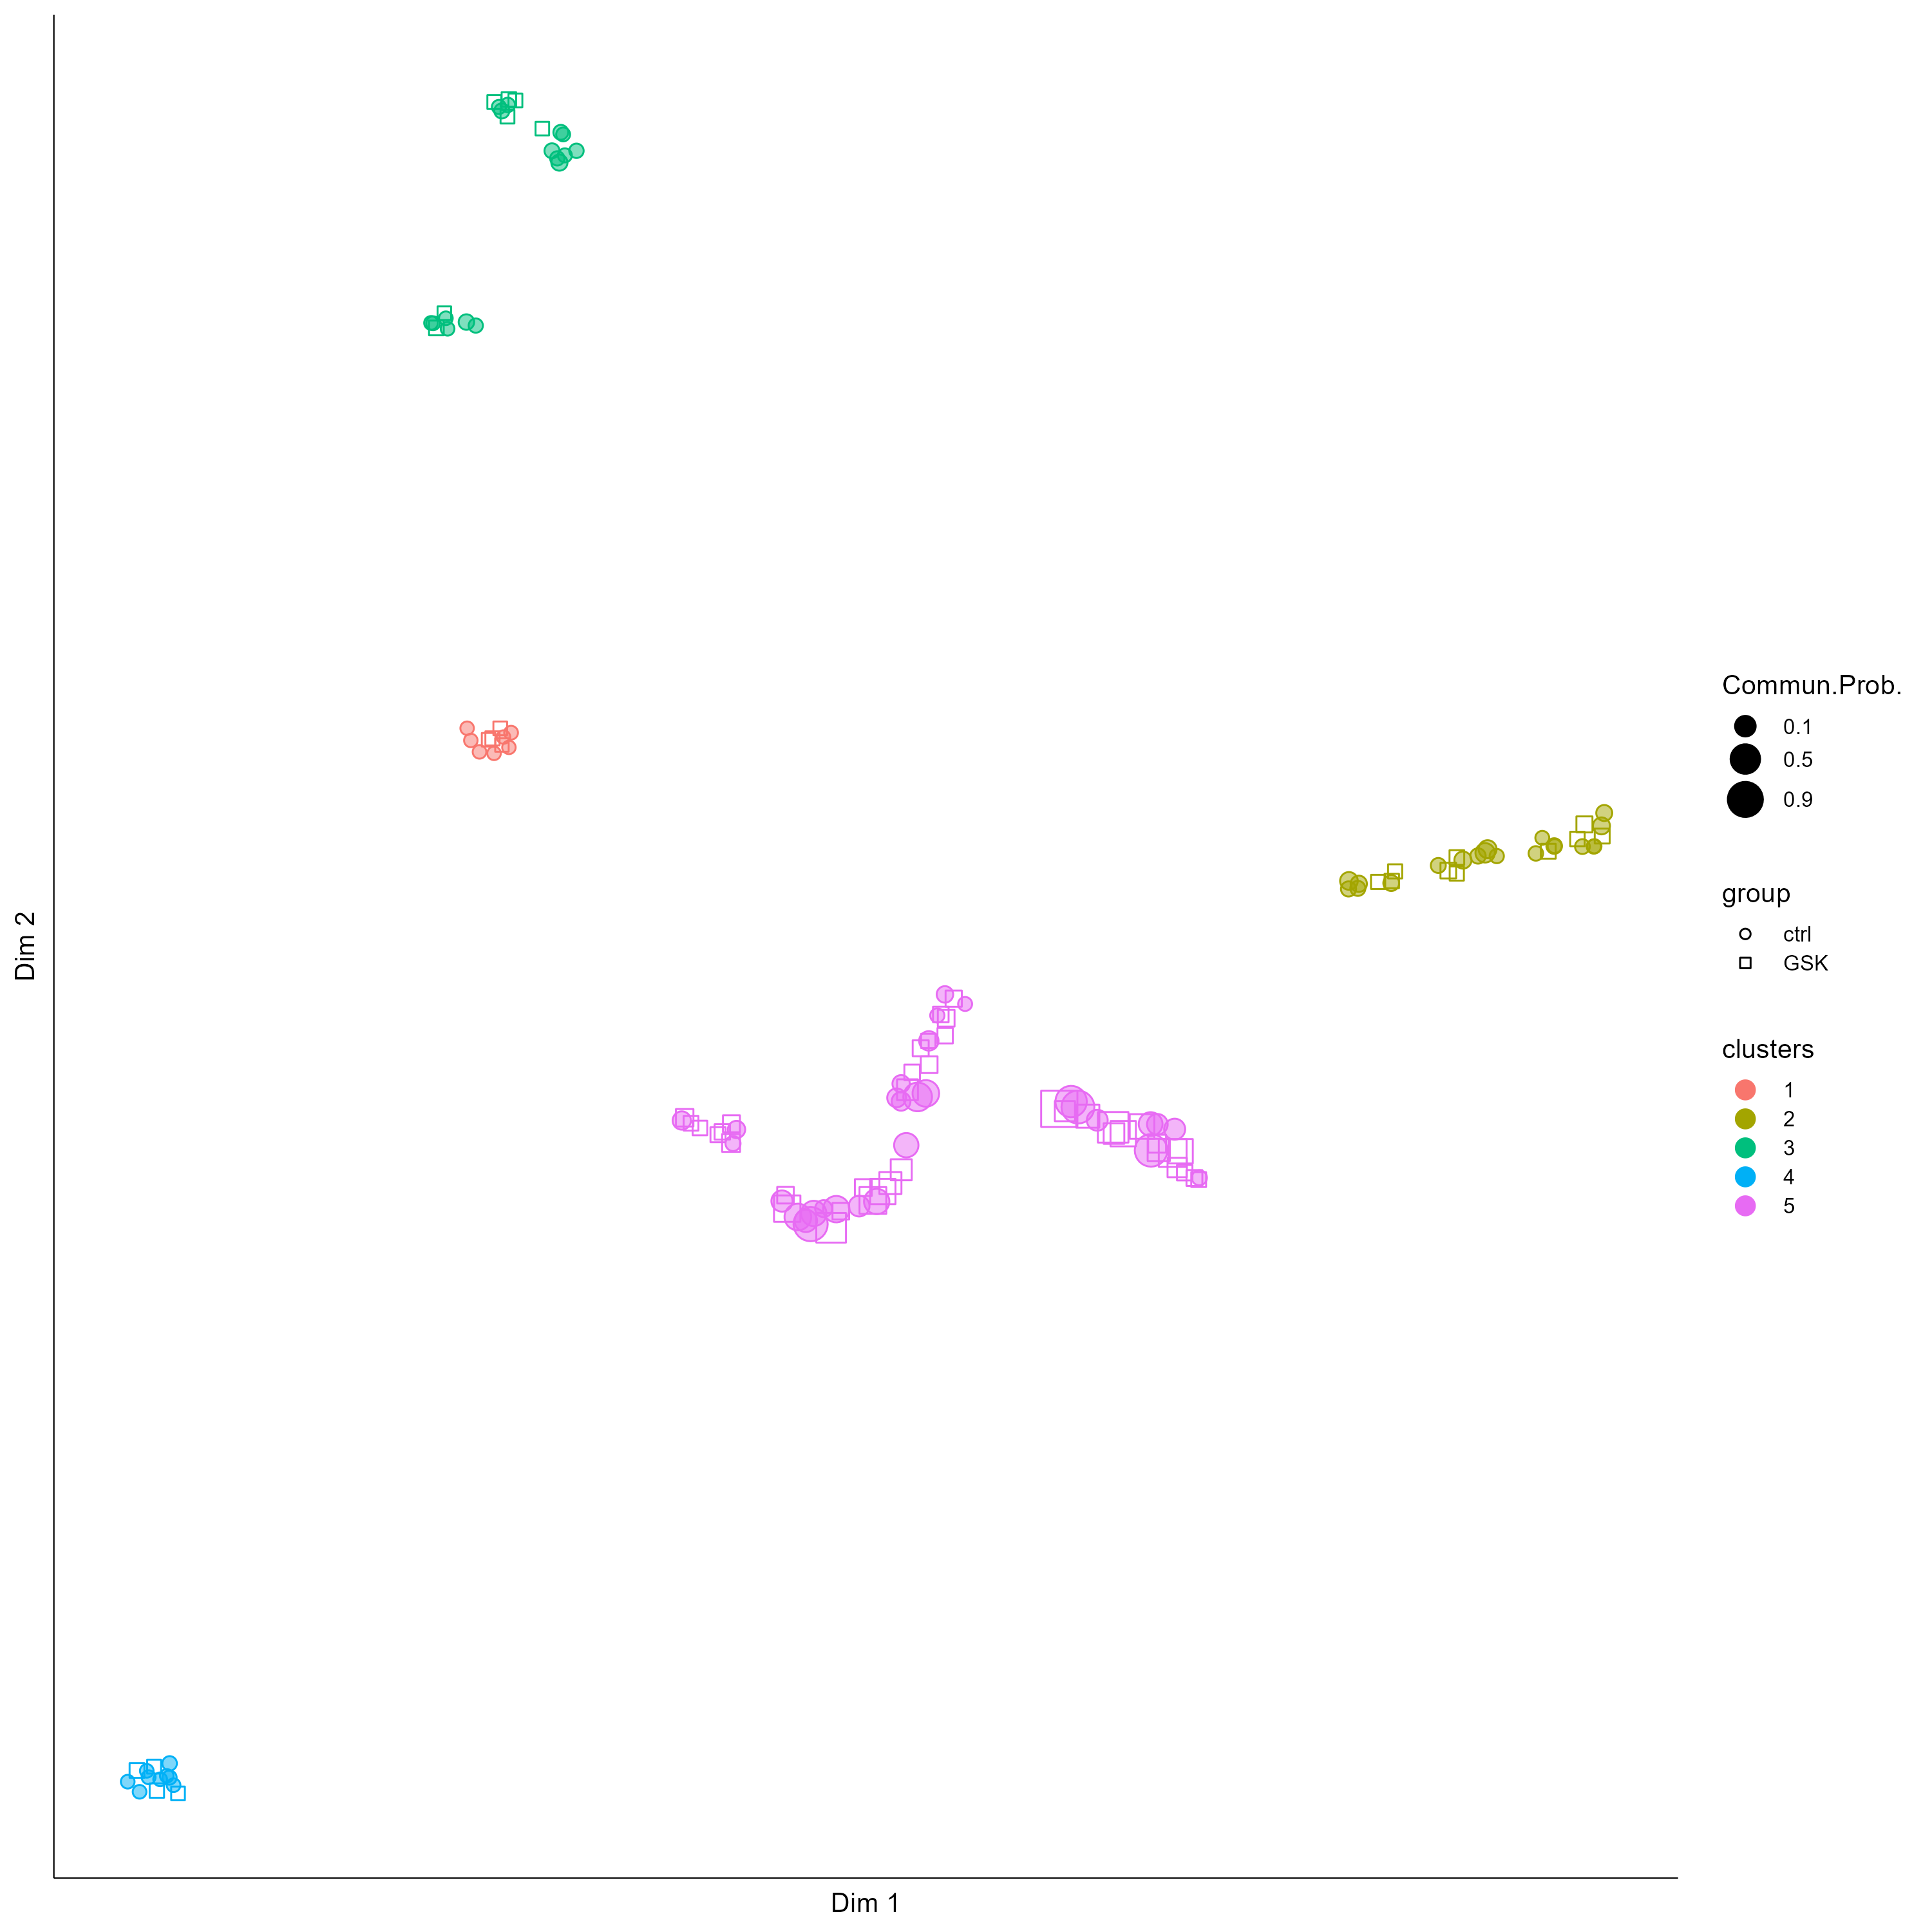 Dim 2
Dim 1
Commun.Prob.
0.1
0.5
0.9
group
ctrl
GSK
clusters
1
2
3
4
5